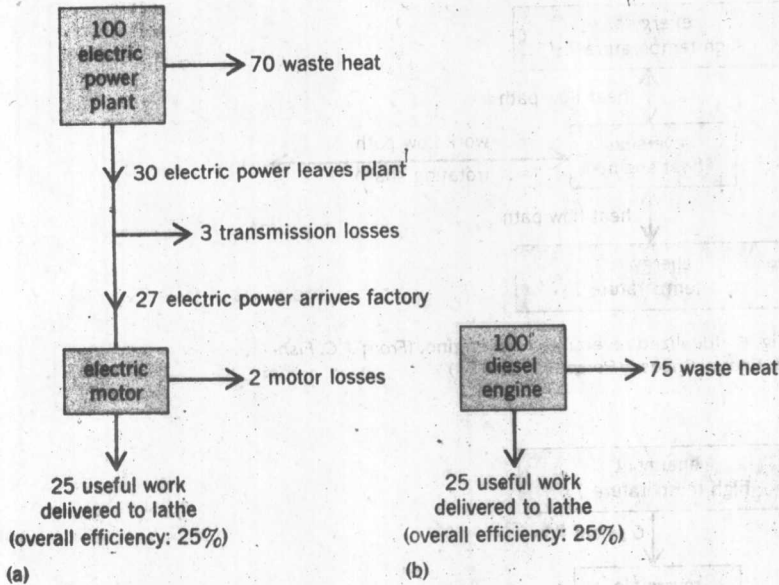 100
electric
power
plant
70 waste heat
30 electric power leaves plant
3 transmission losses
27 electric power arrives factory
electric
motor
2 motor losses
25 useful work
delivered to lathe
(overall efficiency: 25%)
(a)
100
diesel
engine
75 waste heat
25 useful work
delivered to lathe
(overall efficiency: 25%)
(b)